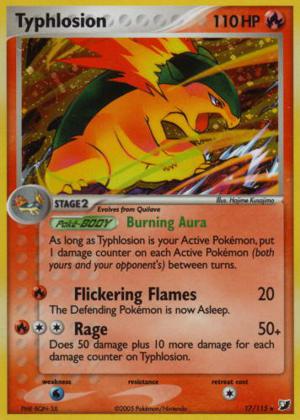 Typhlosion 110 HP
Illus. Hajime Kusajima
STAGE 2
Evolves from Quilava
Poké-BODY Burning Aura
As long as Typhlosion is your Active Pokémon, put
1 damage counter on each Active Pokémon (both
yours and your opponent's) between turns.
Flickering Flames 20
The Defending Pokémon is now Asleep.
Rage 50+
Does 50 damage plus 10 more damage for each
damage counter on Typhlosion.
weakness resistance retreat cost
©2005 Pokémon/Nintendo 17/115